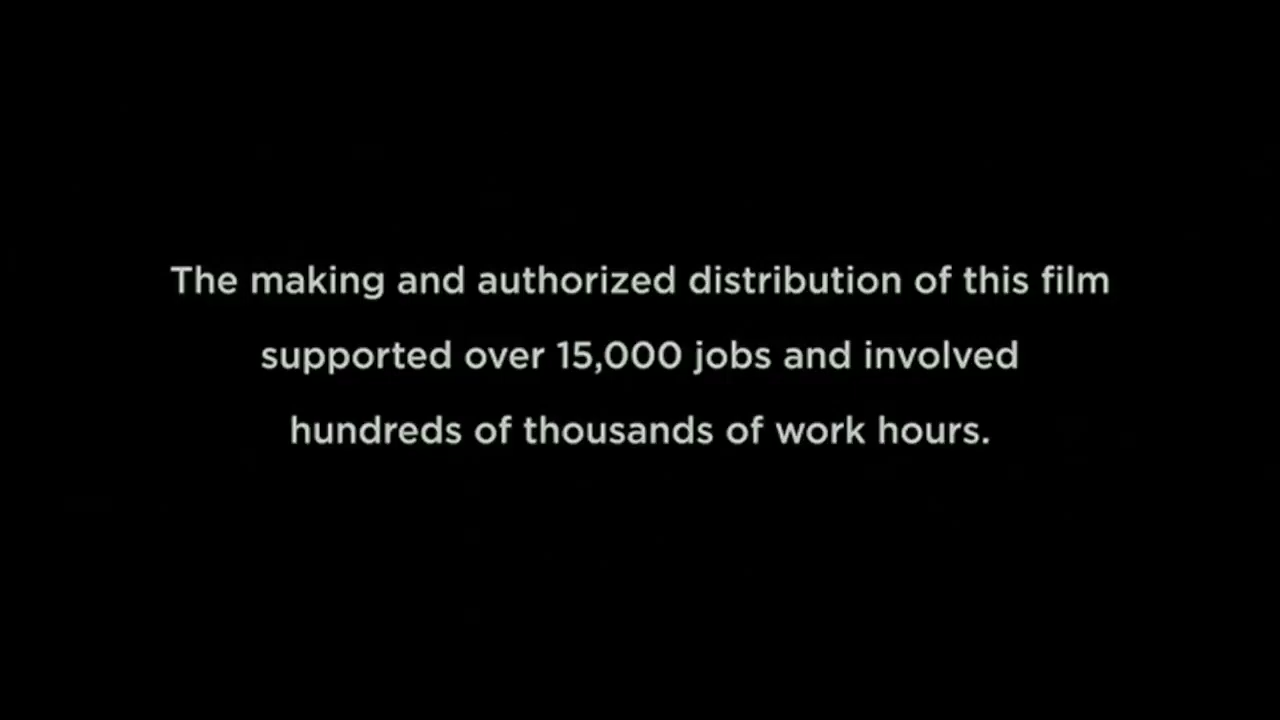 The making and authorized distribution of this film
supported over 15,000 jobs and involved
hundreds of thousands of work hours.